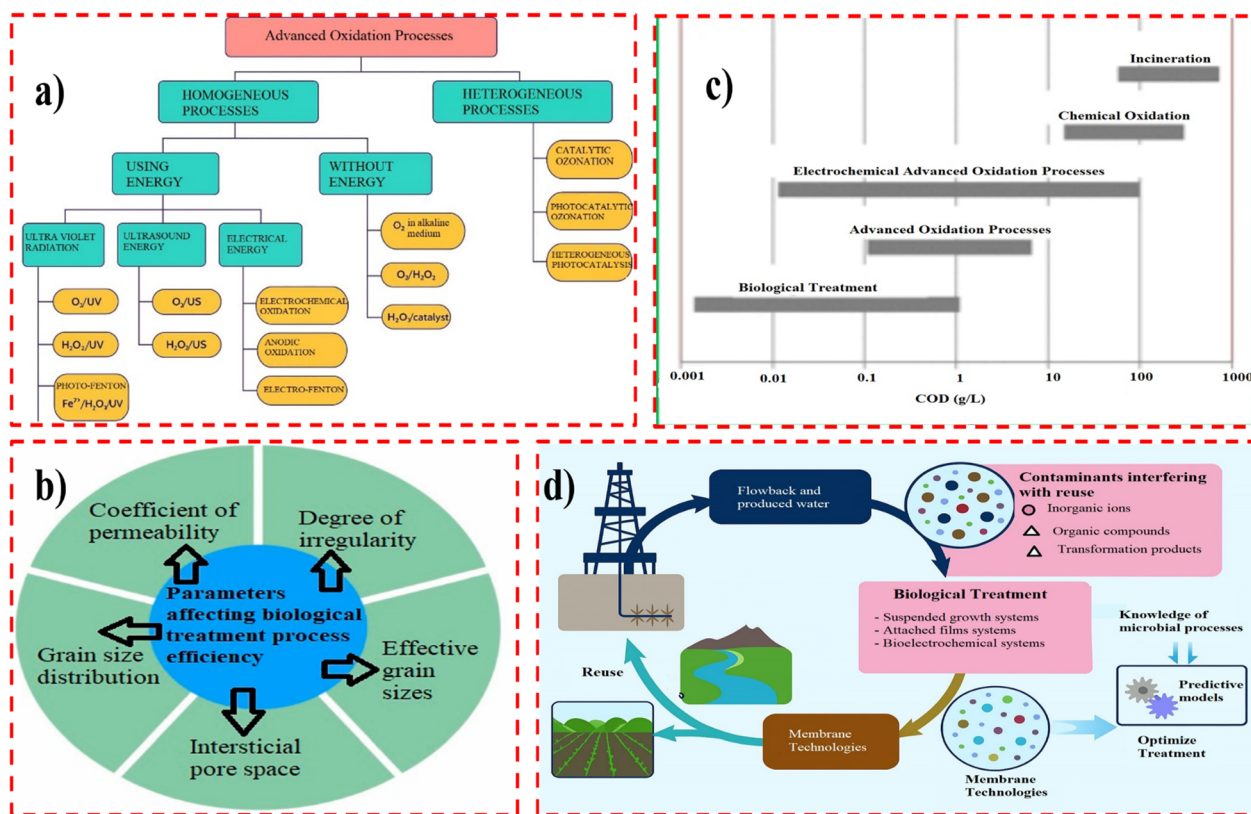 a)
Advanced Oxidation Processes
HOMOGENEOUS
PROCESSES
HETEROGENEOUS
PROCESSES
USING
ENERGY
WITHOUT
ENERGY
CATALYTIC
OZONATION
PHOTOCATALYTIC
OZONATION
HETEROGENEOUS
PHOTOCATALYSIS
ULTRA VIOLET
RADIATION
ULTRASOUND
ENERGY
ELECTRICAL
ENERGY
O₂ in alkaline
medium
O₃/H₂O₂
H₂O₂/catalyst
O₃/UV
H₂O₂/UV
PHOTO-FENTON
Fe²⁺/H₂O₂/UV
O₃/US
H₂O₂/US
ELECTROCHEMICAL
OXIDATION
ANODIC
OXIDATION
ELECTRO-FENTON
c)
Incineration
Chemical Oxidation
Electrochemical Advanced Oxidation Processes
Advanced Oxidation Processes
Biological Treatment
0.001
0.01
0.1
1
10
100
1000
COD (g/L)
b)
Coefficient of
permeability
Degree of
irregularity
Parameters
affecting biological
treatment process
efficiency
Grain size
distribution
Effective
grain
sizes
Intersticial
pore space
d)
Flowback and
produced water
Contaminants interfering
with reuse
Inorganic ions
Organic compounds
Transformation products
Biological Treatment
- Suspended growth systems
- Attached films systems
- Bioelectrochemical systems
Knowledge of
microbial processes
Predictive
models
Optimize
Treatment
Reuse
Membrane
Technologies
Membrane
Technologies